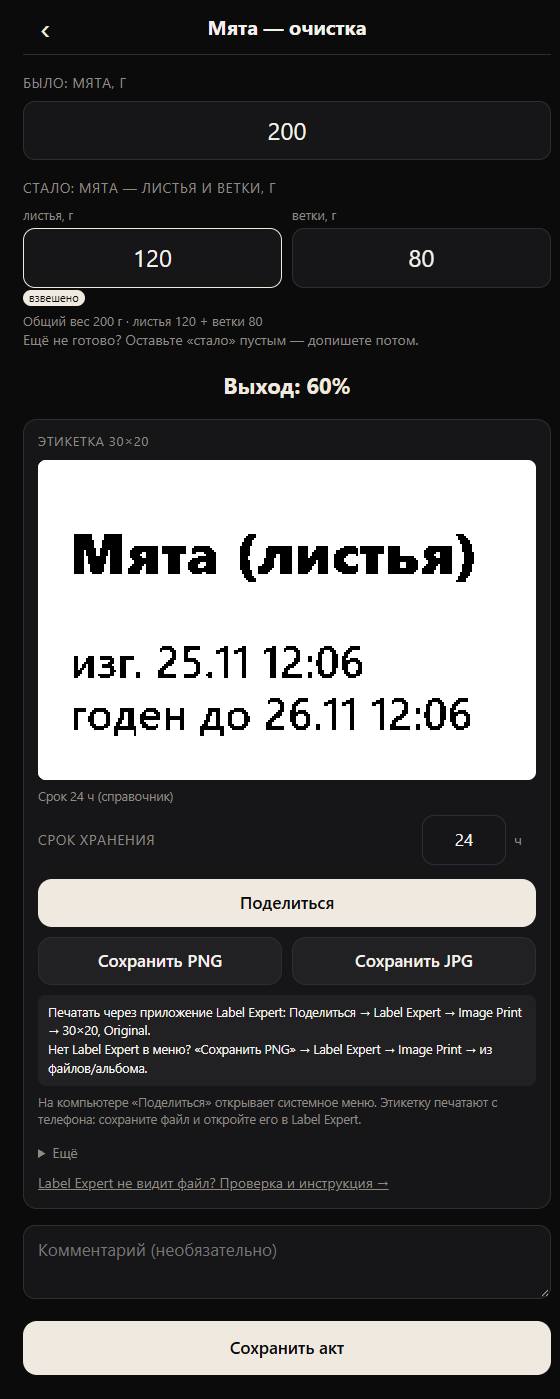 Мята — очистка
БЫЛО: МЯТА, Г
200
СТАЛО: МЯТА — ЛИСТЬЯ И ВЕТКИ, Г
листья, г
ветки, г
120
80
взвешено
Общий вес 200 г · листья 120 + ветки 80
Ещё не готово? Оставьте «стало» пустым — допишете потом.
Выход: 60%
ЭТИКЕТКА 30×20
Мята (листья)
изг. 25.11 12:06
годен до 26.11 12:06
Срок 24 ч (справочник)
СРОК ХРАНЕНИЯ
24
ч
Поделиться
Сохранить PNG
Сохранить JPG
Печатать через приложение Label Expert: Поделиться → Label Expert → Image Print
→ 30×20, Original.
Нет Label Expert в меню? «Сохранить PNG» → Label Expert → Image Print → из
файлов/альбома.
На компьютере «Поделиться» открывает системное меню. Этикетку печатают с
телефона: сохраните файл и откройте его в Label Expert.
Ещё
Label Expert не видит файл? Проверка и инструкция →
Комментарий (необязательно)
Сохранить акт